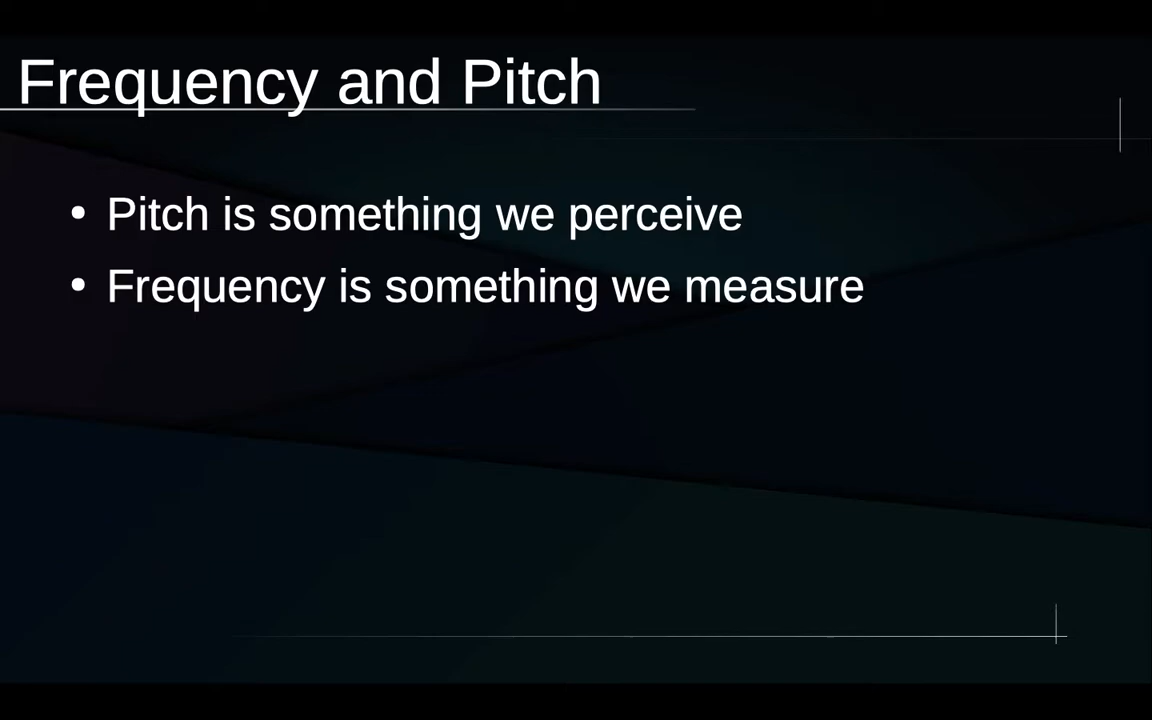 Frequency and Pitch
• Pitch is something we perceive
• Frequency is something we measure